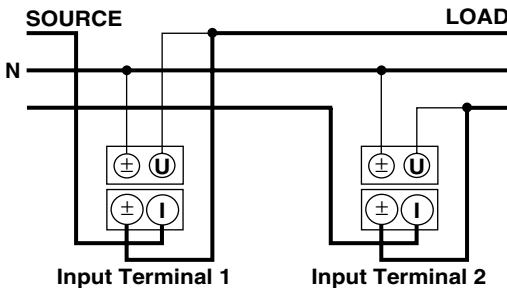 SOURCE LOAD
N
± U ± U
± I ± I
Input Terminal 1 Input Terminal 2